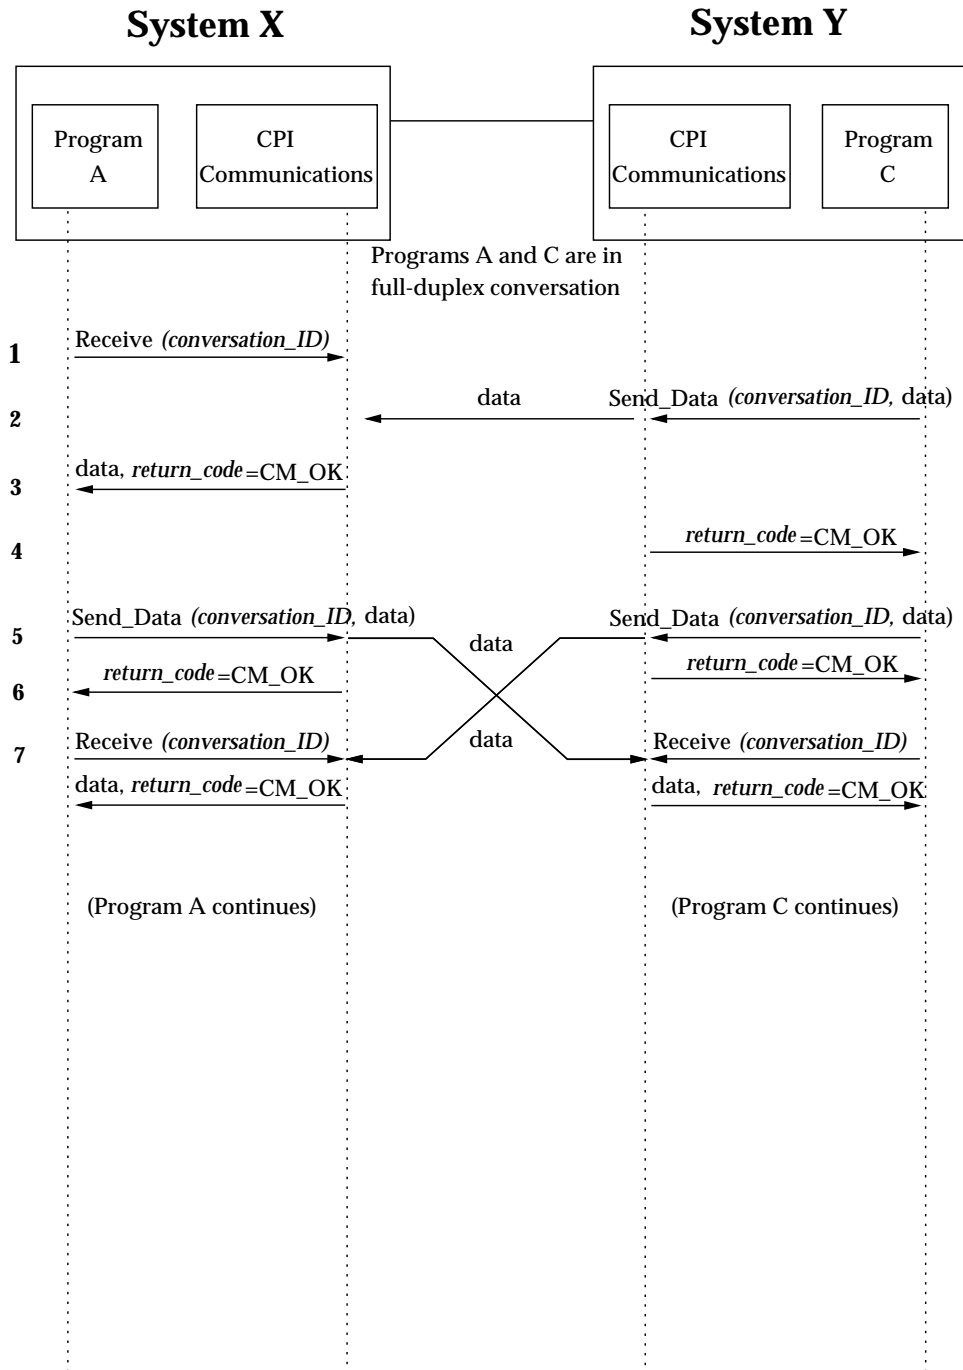 System X
System Y
Program
A
CPI
Communications
CPI
Communications
Program
C
Programs A and C are in
full-duplex conversation
1
Receive (conversation_ID)
2
data
Send_Data (conversation_ID, data)
3
data, return_code=CM_OK
4
return_code=CM_OK
5
Send_Data (conversation_ID, data)
data
Send_Data (conversation_ID, data)
6
return_code=CM_OK
return_code=CM_OK
7
Receive (conversation_ID)
data
Receive (conversation_ID)
data, return_code=CM_OK
data, return_code=CM_OK
(Program A continues)
(Program C continues)